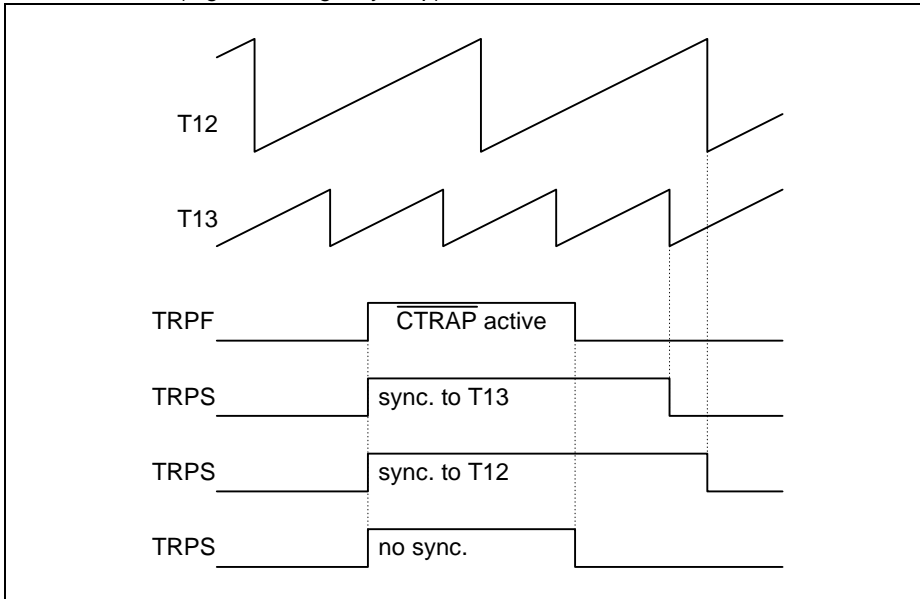 T12
T13
TRPF
CTRAP active
TRPS
sync. to T13
TRPS
sync. to T12
TRPS
no sync.